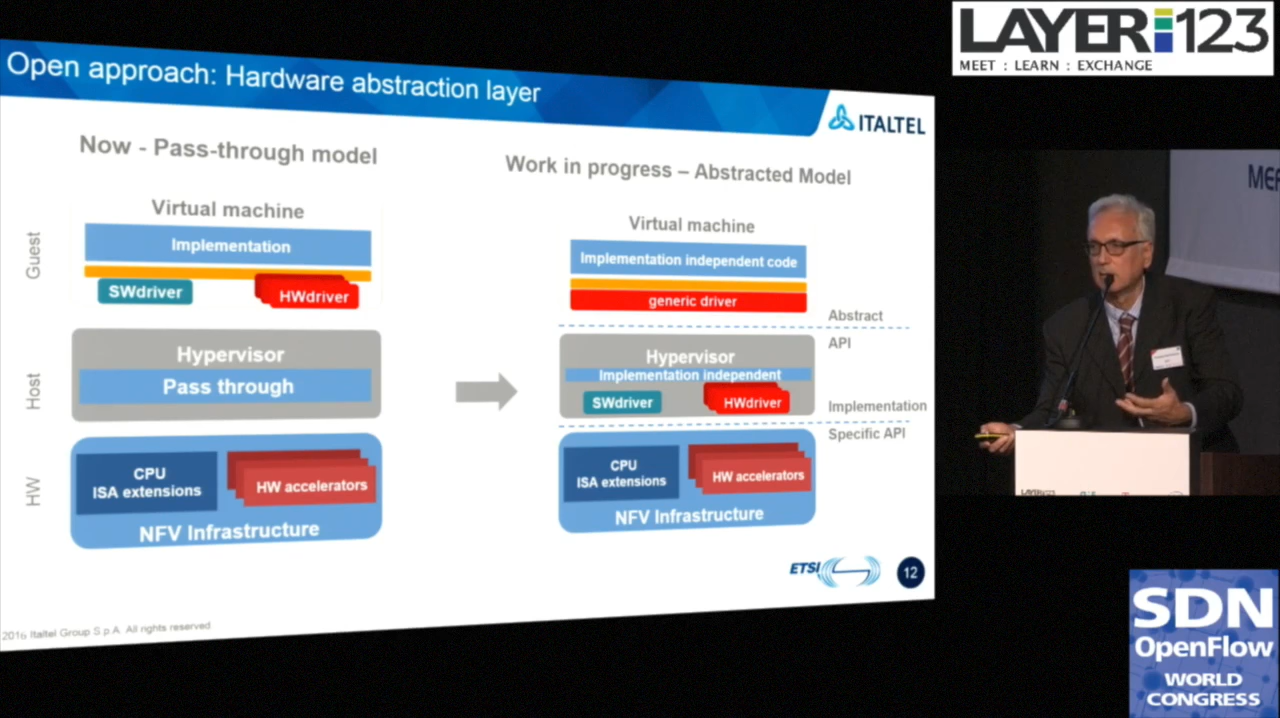 Open approach: Hardware abstraction layer
ITALTEL
Now - Pass-through model
Virtual machine
Guest
Implementation
SWdriver
HWdriver
Host
Hypervisor
Pass through
HW
CPU
ISA extensions
HW accelerators
NFV Infrastructure
Work in progress – Abstracted Model
Virtual machine
Implementation independent code
generic driver
Abstract
API
Hypervisor
Implementation independent
SWdriver
HWdriver
Implementation
Specific API
CPU
ISA extensions
HW accelerators
NFV Infrastructure
ETSI
12
2016 Italtel Group S.p.A. All rights reserved
LAYER123
MEET : LEARN : EXCHANGE
LAYER123
SDN
OpenFlow
WORLD
CONGRESS